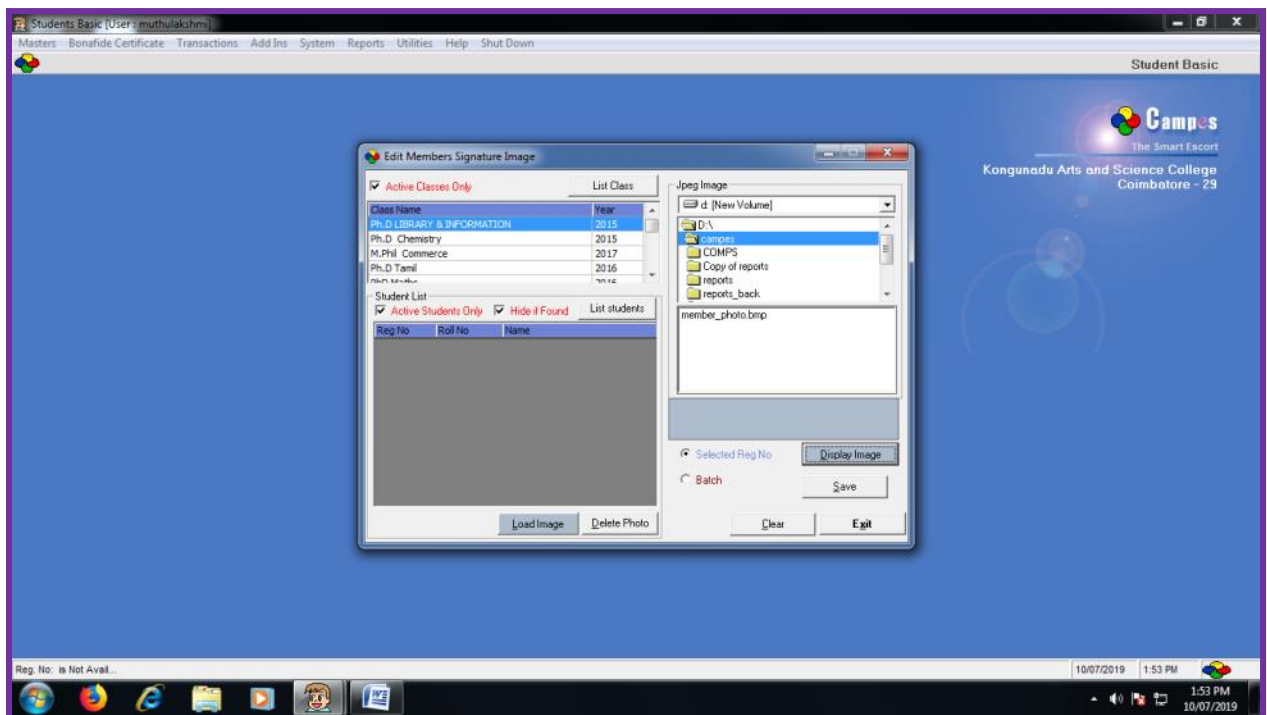 Students Basic [User : muthulakshmi]
Masters Bonafide Certificate Transactions Add Ins System Reports Utilities Help Shut Down
Student Basic
Campes
The Smart Escort
Kongunadu Arts and Science College
Coimbatore - 29
Edit Members Signature Image
Active Classes Only
List Class
Class Name Year
Ph.D LIBRARY & INFORMATION 2015
Ph.D Chemistry 2015
M.Phil Commerce 2017
Ph.D Tamil 2016
PhD Maths 2016
Student List
Active Students Only Hide if Found List students
Reg No Roll No Name
Load Image Delete Photo
Jpeg Image
d: [New Volume]
D:\
campes
COMPS
Copy of reports
reports
reports_back
member_photo.bmp
Selected Reg No Display Image
Batch Save
Clear Exit
Reg. No: is Not Avail...
10/07/2019 1:53 PM
1:53 PM
10/07/2019